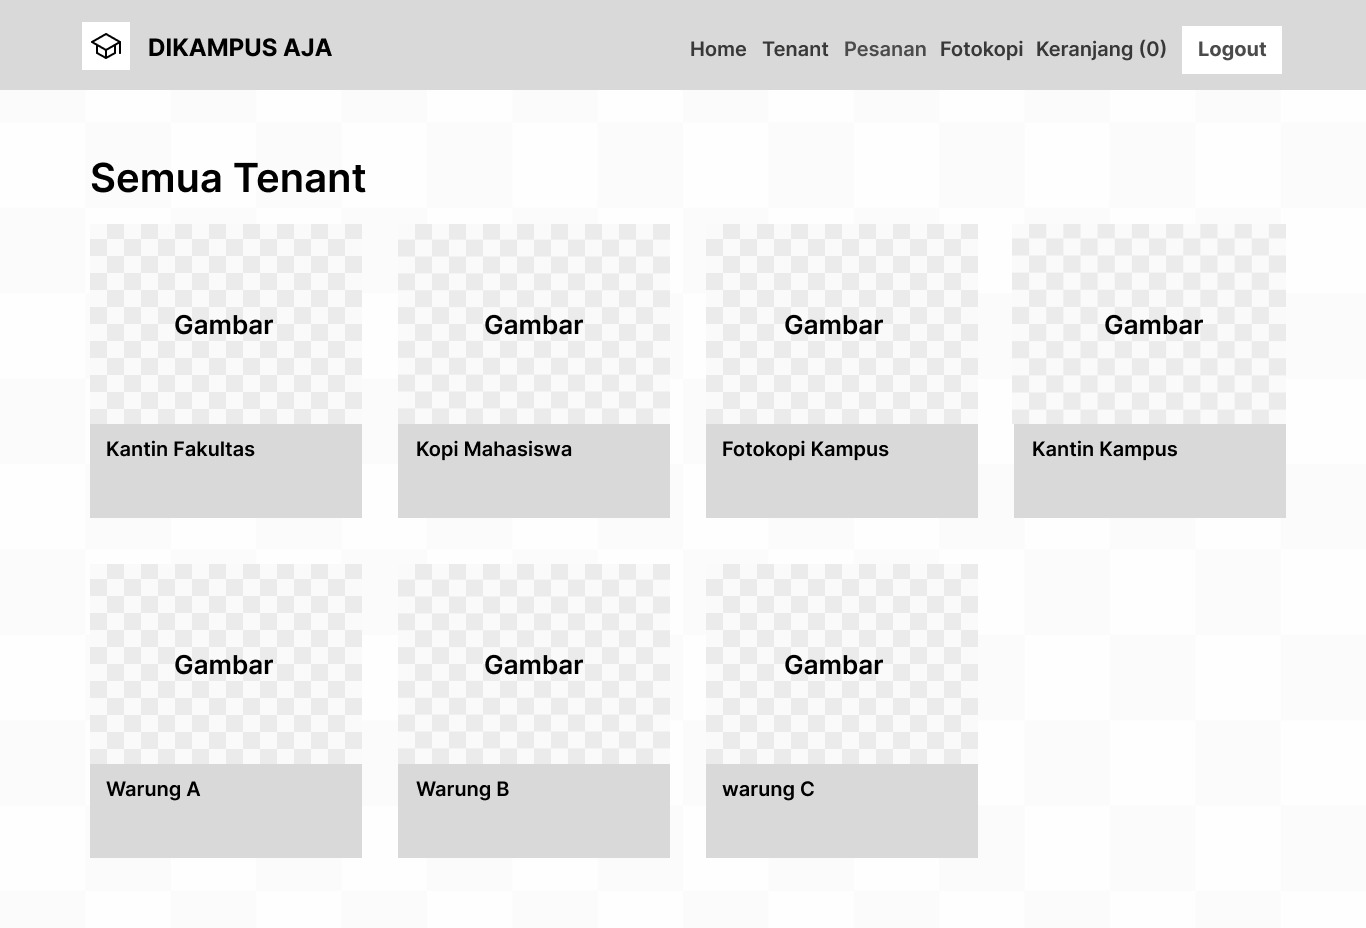 DIKAMPUS AJA
Home Tenant Pesanan Fotokopi Keranjang (0) Logout
Semua Tenant
Gambar Gambar Gambar Gambar
Kantin Fakultas Kopi Mahasiswa Fotokopi Kampus Kantin Kampus
Gambar Gambar Gambar
Warung A Warung B warung C